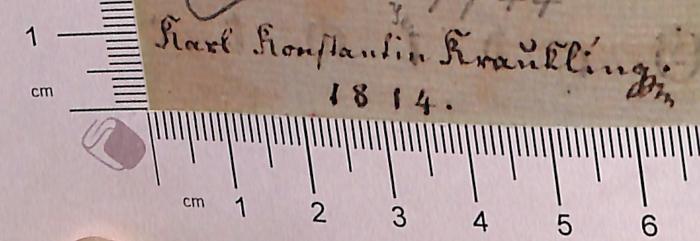 Karl Konstantin Kraukling.
1814.
1
cm
cm 1 2 3 4 5 6